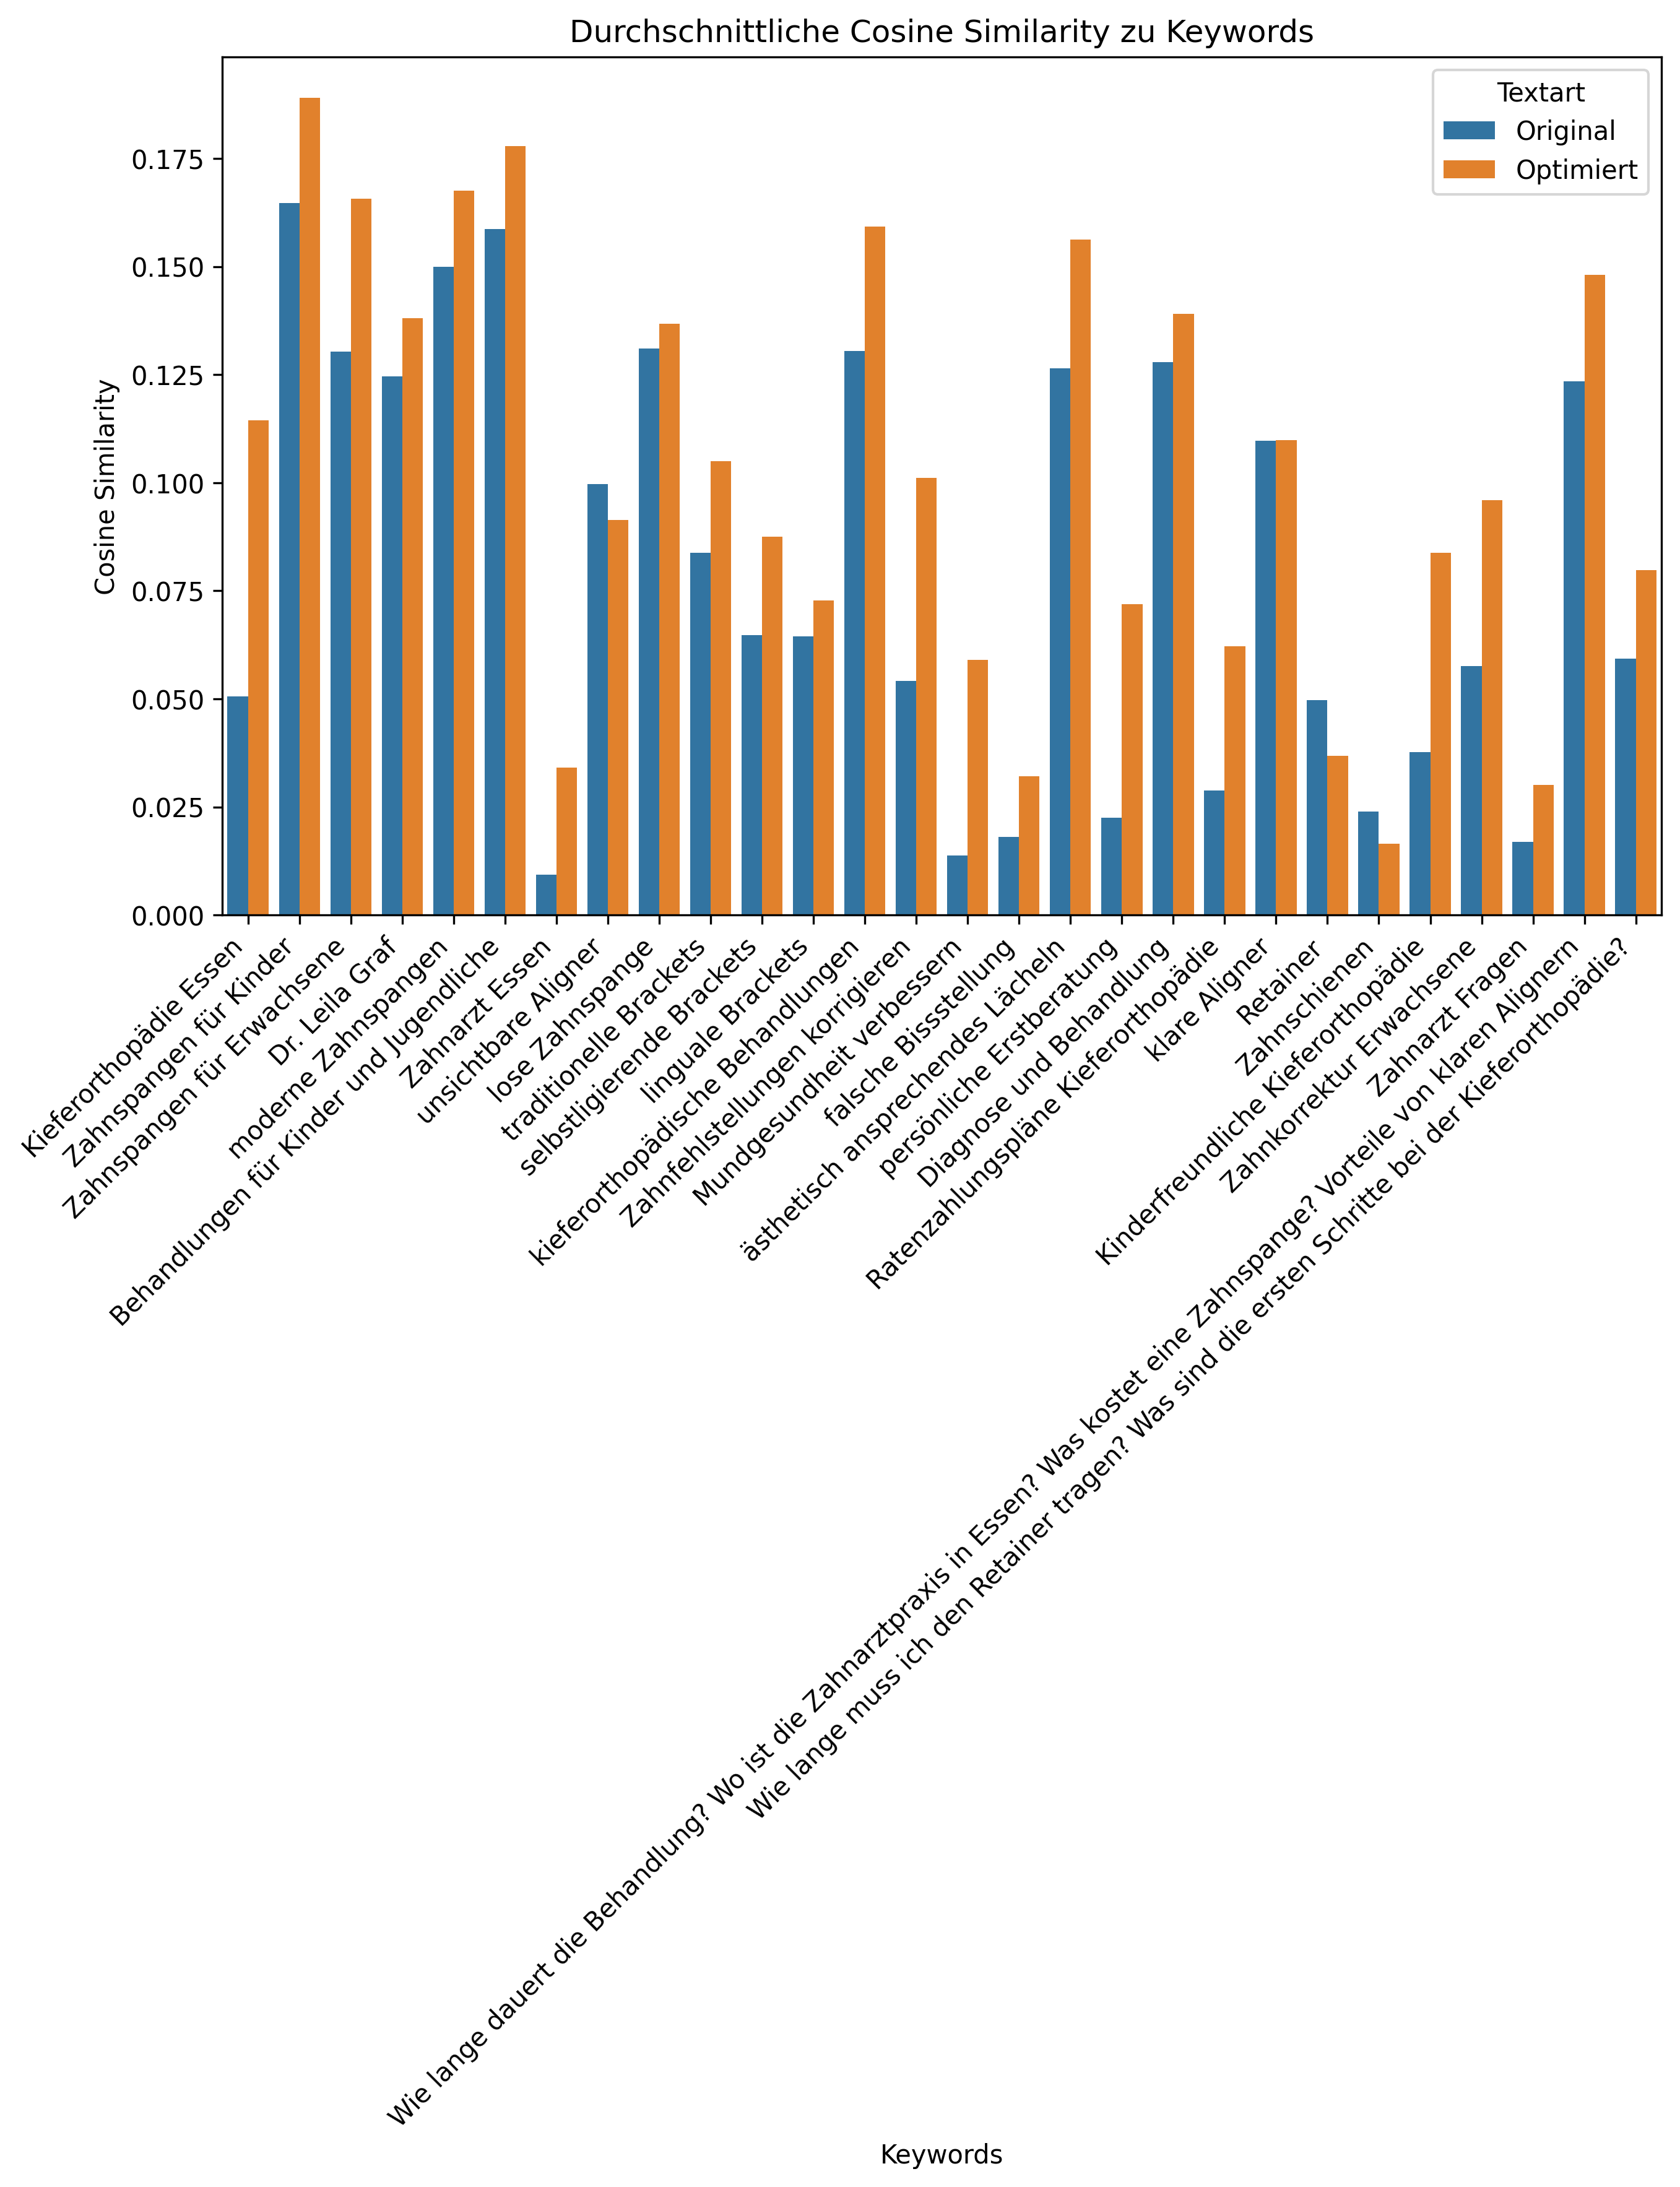 Durchschnittliche Cosine Similarity zu Keywords
Textart
Original
Optimiert
Cosine Similarity
0.175
0.150
0.125
0.100
0.075
0.050
0.025
0.000
Kieferorthopädie Essen
Zahnspangen für Kinder
Zahnspangen für Erwachsene
Dr. Leila Graf
moderne Zahnspangen
Behandlungen für Kinder und Jugendliche
Zahnarzt Essen
unsichtbare Aligner
lose Zahnspange
traditionelle Brackets
selbstligierende Brackets
linguale Brackets
kieferorthopädische Behandlungen
Zahnfehlstellungen korrigieren
Mundgesundheit verbessern
falsche Bissstellung
ästhetisch ansprechendes Lächeln
persönliche Erstberatung
Diagnose und Behandlung
Ratenzahlungspläne Kieferorthopädie
klare Aligner
Retainer
Zahnschienen
Kinderfreundliche Kieferorthopädie
Zahnkorrektur Erwachsene
Zahnarzt Fragen
Wie lange dauert die Behandlung? Wo ist die Zahnarztpraxis in Essen? Was kostet eine Zahnspange? Vorteile von klaren Alignern
Wie lange muss ich den Retainer tragen? Was sind die ersten Schritte bei der Kieferorthopädie?
Keywords